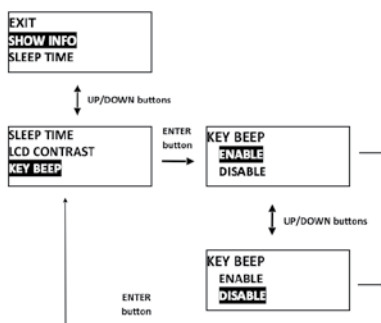 EXIT
SHOW INFO
SLEEP TIME
UP/DOWN buttons
SLEEP TIME
LCD CONTRAST
KEY BEEP
ENTER
button
KEY BEEP
ENABLE
DISABLE
UP/DOWN buttons
KEY BEEP
ENABLE
DISABLE
ENTER
button